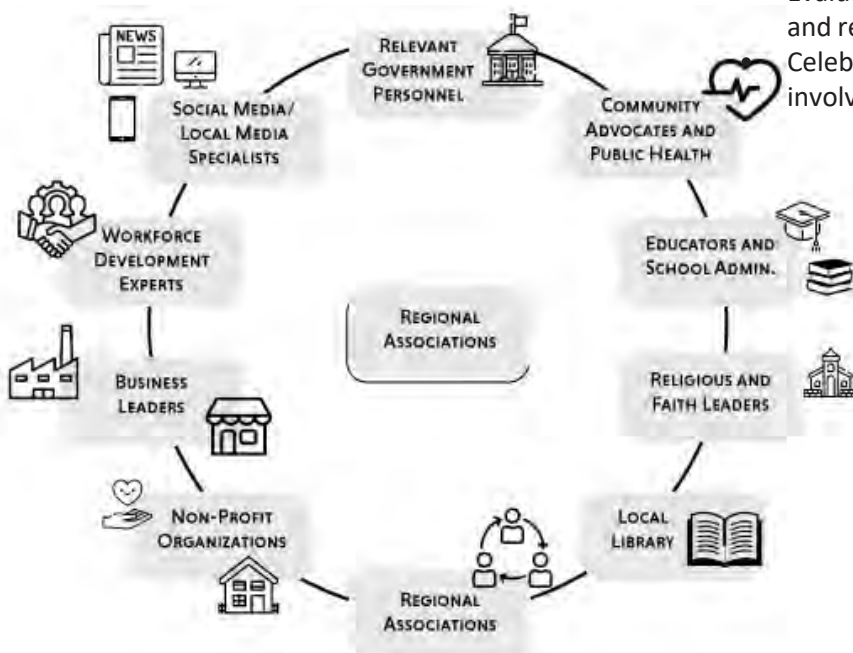 NEWS
SOCIAL MEDIA/
LOCAL MEDIA
SPECIALISTS
RELEVANT
GOVERNMENT
PERSONNEL
COMMUNITY
ADVOCATES AND
PUBLIC HEALTH
and re
Celeb
involv
WORKFORCE
DEVELOPMENT
EXPERTS
EDUCATORS AND
SCHOOL ADMIN.
REGIONAL
ASSOCIATIONS
BUSINESS
LEADERS
RELIGIOUS AND
FAITH LEADERS
NON-PROFIT
ORGANIZATIONS
LOCAL
LIBRARY
REGIONAL
ASSOCIATIONS